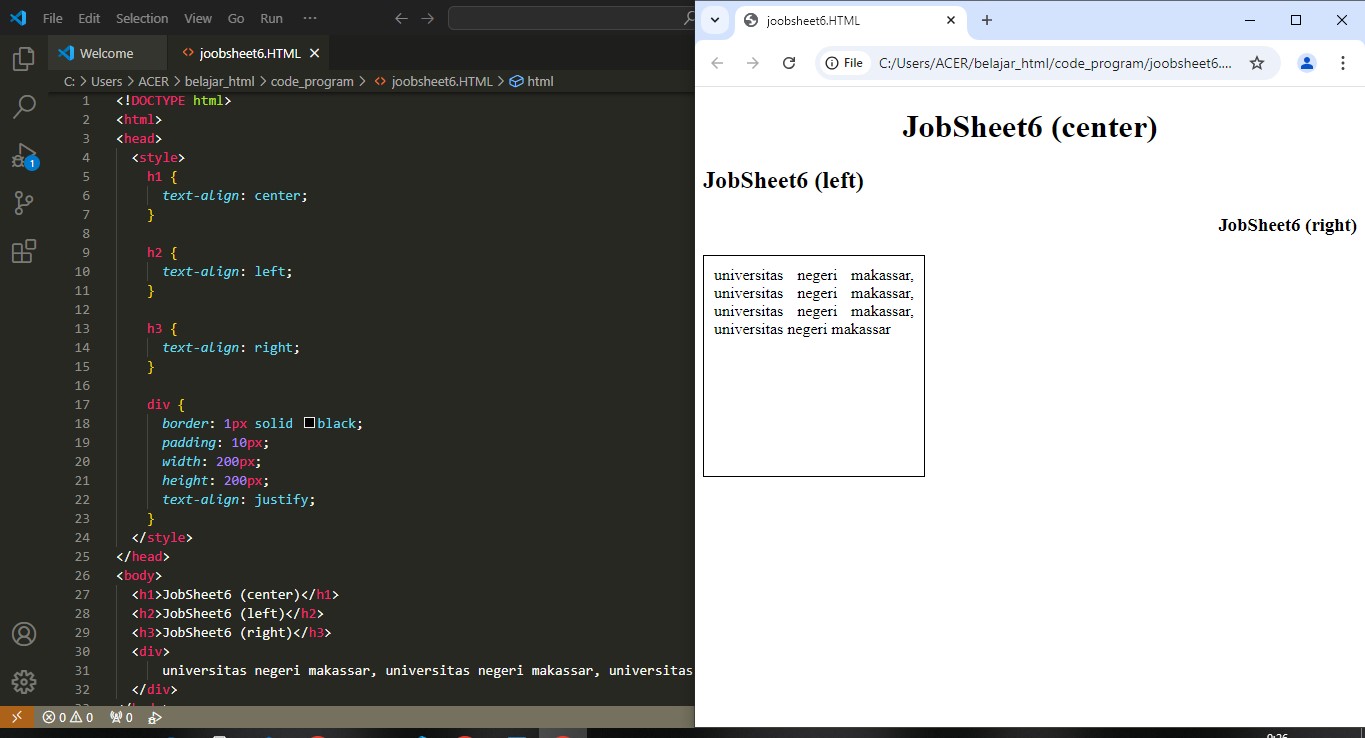 File Edit Selection View Go Run ···
Welcome
joobsheet6.HTML
C: > Users > ACER > belajar_html > code_program > joobsheet6.HTML > html
1 <!DOCTYPE html>
2 <html>
3 <head>
4 <style>
5 h1 {
6 text-align: center;
7 }
8
9 h2 {
10 text-align: left;
11 }
12
13 h3 {
14 text-align: right;
15 }
16
17 div {
18 border: 1px solid black;
19 padding: 10px;
20 width: 200px;
21 height: 200px;
22 text-align: justify;
23 }
24 </style>
25 </head>
26 <body>
27 <h1>JobSheet6 (center)</h1>
28 <h2>JobSheet6 (left)</h2>
29 <h3>JobSheet6 (right)</h3>
30 <div>
31 universitas negeri makassar, universitas negeri makassar, universitas
32 </div>
1
0 0 0
joobsheet6.HTML
File C:/Users/ACER/belajar_html/code_program/joobsheet6....
JobSheet6 (center)
JobSheet6 (left)
JobSheet6 (right)
universitas negeri makassar,
universitas negeri makassar,
universitas negeri makassar,
universitas negeri makassar